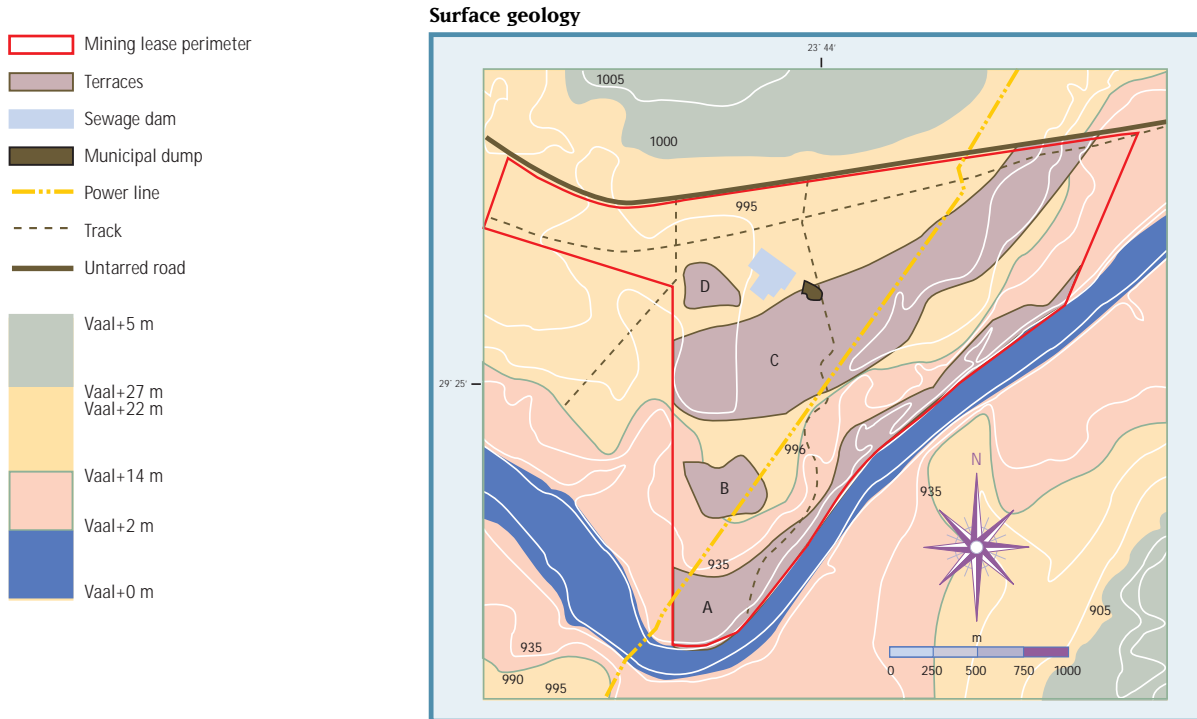 Surface geology
Mining lease perimeter
Terraces
Sewage dam
Municipal dump
Power line
Track
Untarred road
Vaal+5 m
Vaal+27 m
Vaal+22 m
Vaal+14 m
Vaal+2 m
Vaal+0 m
23° 44'
1005
1000
995
D
C
29° 25'
996
B
935
N
935
A
905
935
990
995
m
0 250 500 750 1000